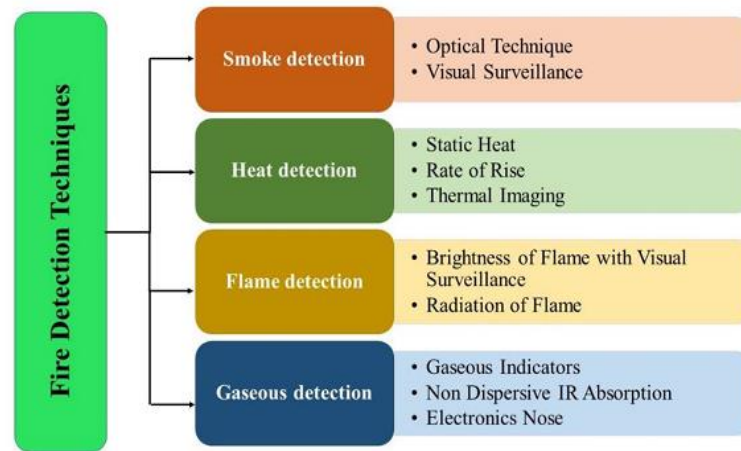 Fire Detection Techniques
Smoke detection
• Optical Technique
• Visual Surveillance
Heat detection
• Static Heat
• Rate of Rise
• Thermal Imaging
Flame detection
• Brightness of Flame with Visual
Surveillance
• Radiation of Flame
Gaseous detection
• Gaseous Indicators
• Non Dispersive IR Absorption
• Electronics Nose